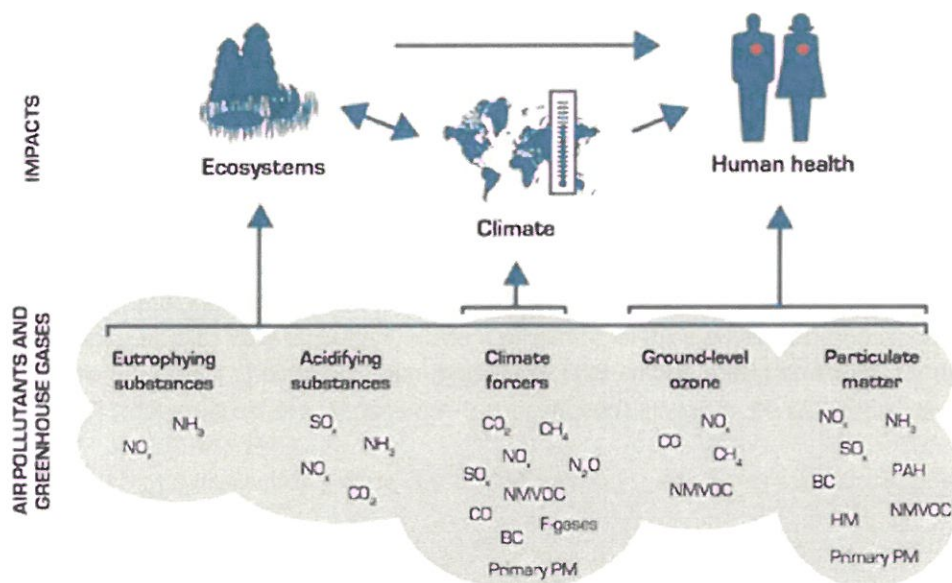 IMPACTS
Ecosystems
Climate
Human health
AIR POLLUTANTS AND
GREENHOUSE GASES
Eutrophying
substances
NH₃
NOₓ
Acidifying
substances
SOₓ
NH₃
NOₓ
CO₂
Climate
forcers
CO₂ CH₄
NOₓ
SOₓ N₂O
NMVOC
CO F-gases
BC
Primary PM
Ground-level
ozone
NOₓ
CO
CH₄
NMVOC
Particulate
matter
NOₓ NH₃
SOₓ
PAH
BC
NMVOC
HM
Primary PM